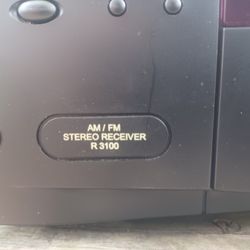 AM / FM
STEREO RECEIVER
R 3100